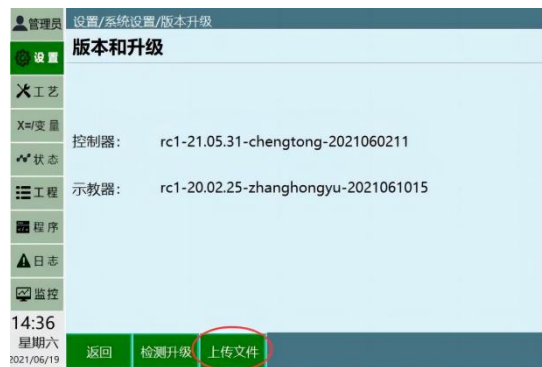 管理员
设置/系统设置/版本升级
设置
版本和升级
工艺
X=/变量
控制器： rc1-21.05.31-chengtong-2021060211
状态
示教器： rc1-20.02.25-zhanghongyu-2021061015
工程
程序
日志
监控
14:36
星期六
2021/06/19
返回 检测升级 上传文件